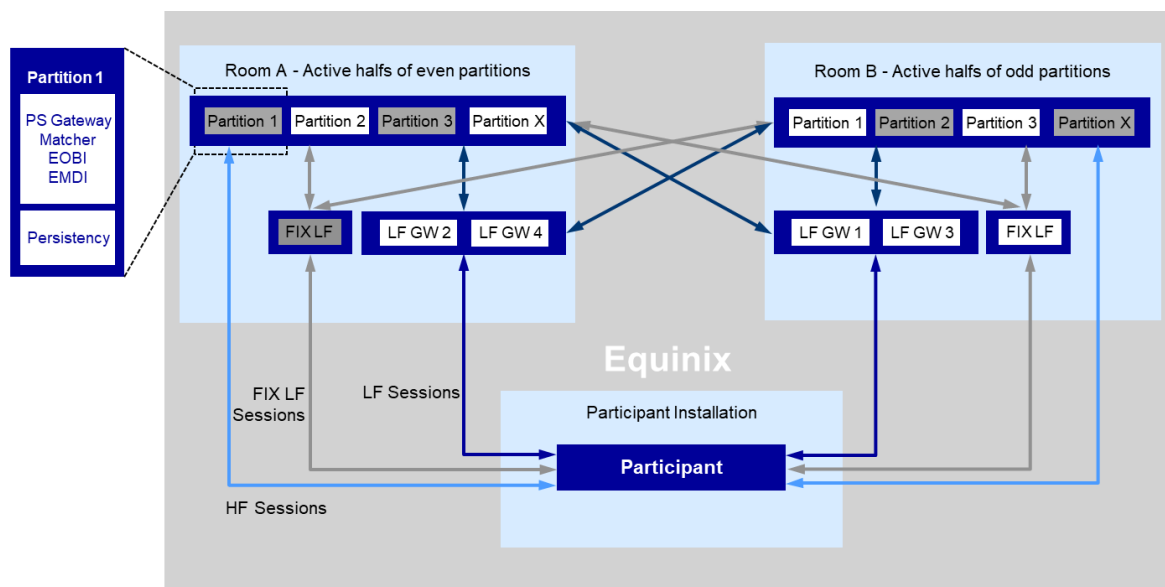 Partition 1
PS Gateway
Matcher
EOBI
EMDI
Persistency
Room A - Active halfs of even partitions
Partition 1
Partition 2
Partition 3
Partition X
FIX LF
LF GW 2
LF GW 4
Room B - Active halfs of odd partitions
Partition 1
Partition 2
Partition 3
Partition X
LF GW 1
LF GW 3
FIX LF
Equinix
FIX LF
Sessions
LF Sessions
HF Sessions
Participant Installation
Participant